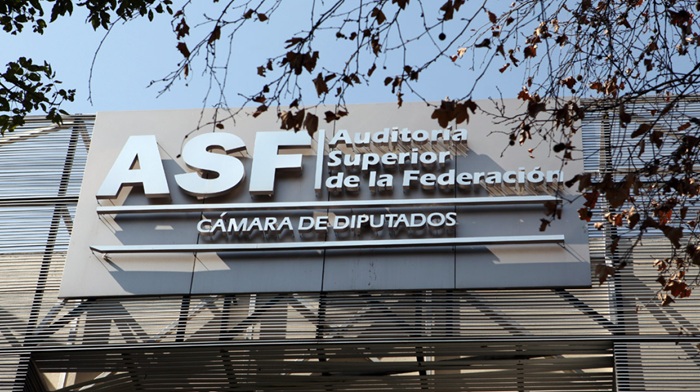 ASF
Auditoría
Superior
de la Federación
CÁMARA DE DIPUTADOS